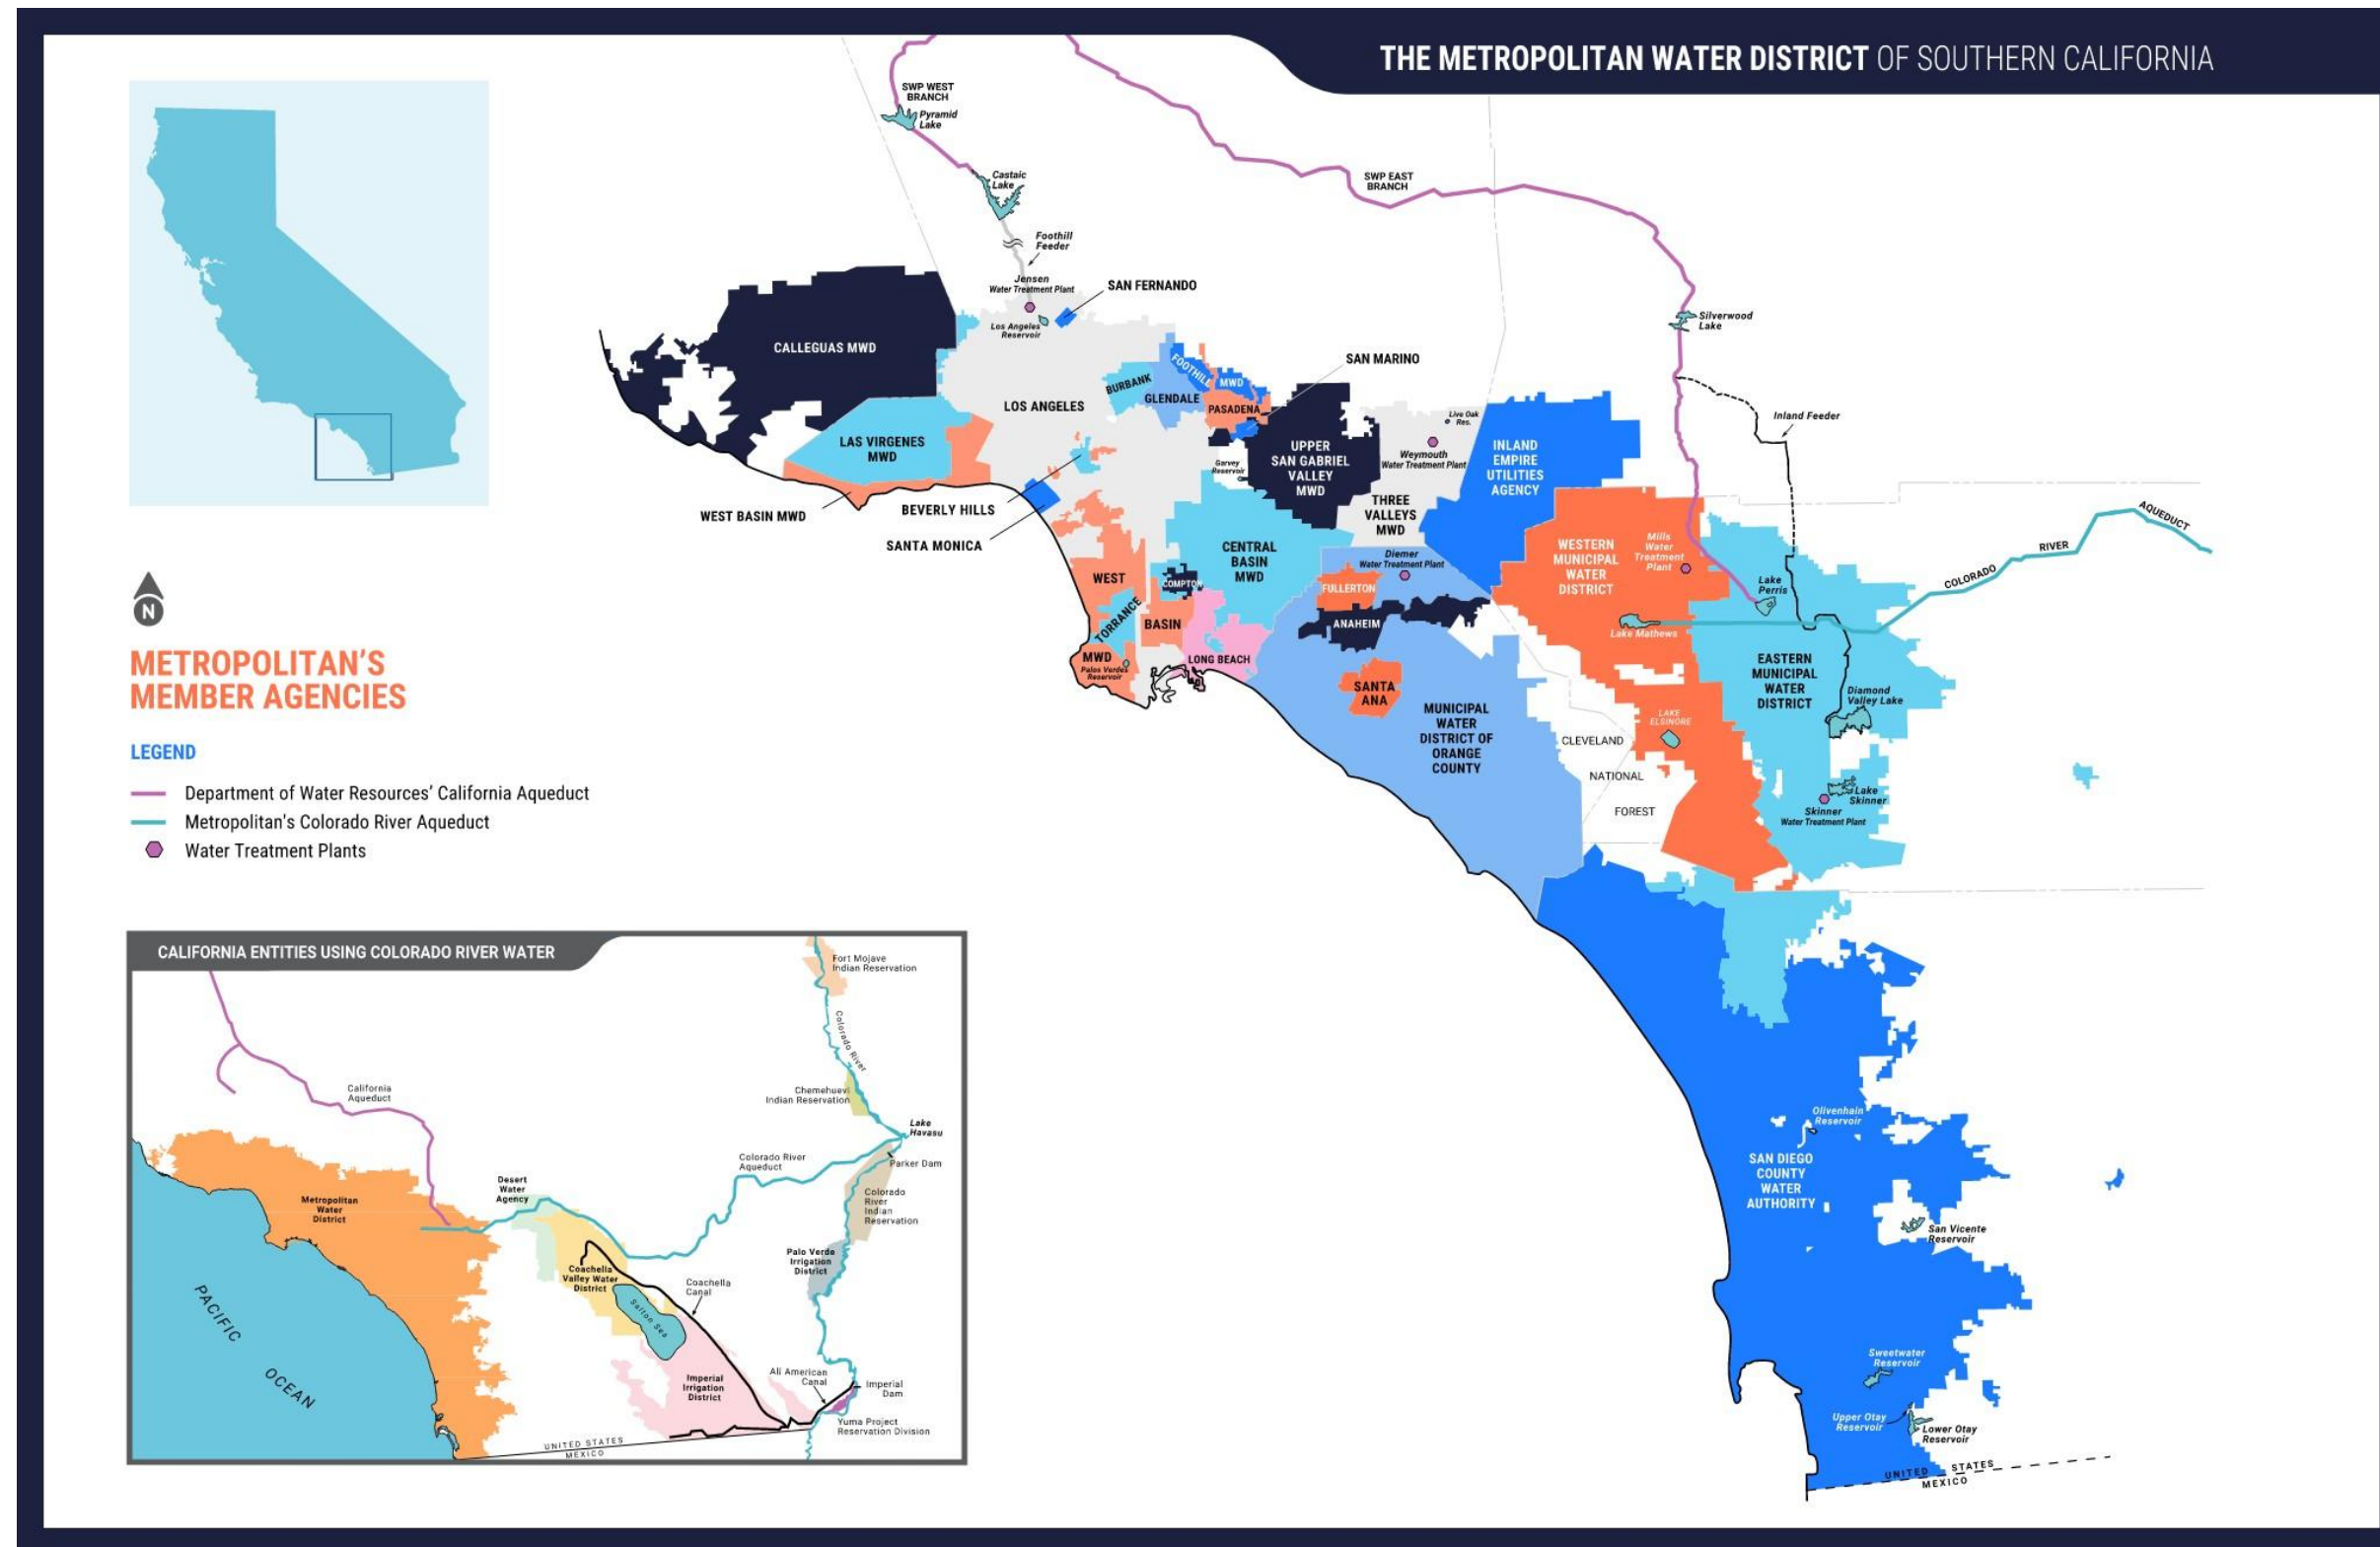 THE METROPOLITAN WATER DISTRICT OF SOUTHERN CALIFORNIA
SWP WEST
BRANCH
Pyramid
Lake
Castaic
Lake
SWP EAST
BRANCH
Foothill
Feeder
Jensen
Water Treatment Plant
SAN FERNANDO
Los Angeles
Reservoir
Silverwood
Lake
CALLEGUAS MWD
SAN MARINO
FOOTHILL
MWD
BURBANK
GLENDALE
PASADENA
LOS ANGELES
Live Oak
Res.
Inland Feeder
LAS VIRGENES
MWD
UPPER
SAN GABRIEL
VALLEY
MWD
Garvey
Reservoir
Weymouth
Water Treatment Plant
INLAND
EMPIRE
UTILITIES
AGENCY
THREE
VALLEYS
MWD
WEST BASIN MWD
BEVERLY HILLS
SANTA MONICA
CENTRAL
BASIN
MWD
Diemer
Water Treatment Plant
WESTERN
MUNICIPAL
WATER
DISTRICT
Mills
Water
Treatment
Plant
COLORADO
RIVER
AQUEDUCT
WEST
COMPTON
FULLERTON
Lake
Perris
TORRANCE
BASIN
ANAHEIM
Lake Mathews
MWD
Palos Verdes
Reservoir
LONG BEACH
SANTA
ANA
EASTERN
MUNICIPAL
WATER
DISTRICT
Diamond
Valley Lake
MUNICIPAL
WATER
DISTRICT OF
ORANGE
COUNTY
LAKE
ELSINORE
CLEVELAND
NATIONAL
FOREST
Lake
Skinner
Skinner
Water Treatment Plant
N
METROPOLITAN'S
MEMBER AGENCIES
LEGEND
Department of Water Resources' California Aqueduct
Metropolitan's Colorado River Aqueduct
Water Treatment Plants
Olivenhain
Reservoir
SAN DIEGO
COUNTY
WATER
AUTHORITY
San Vicente
Reservoir
Sweetwater
Reservoir
Upper Otay
Reservoir
Lower Otay
Reservoir
UNITED STATES
MEXICO
CALIFORNIA ENTITIES USING COLORADO RIVER WATER
Fort Mojave
Indian Reservation
Colorado River
California
Aqueduct
Chemehuevi
Indian Reservation
Lake
Havasu
Parker Dam
Colorado River
Aqueduct
Metropolitan
Water
District
Desert
Water
Agency
Colorado
River
Indian
Reservation
Palo Verde
Irrigation
District
Coachella
Valley Water
District
Coachella
Canal
Salton Sea
PACIFIC
OCEAN
Imperial
Irrigation
District
All American
Canal
Imperial
Dam
Yuma Project
Reservation Division
UNITED STATES
MEXICO